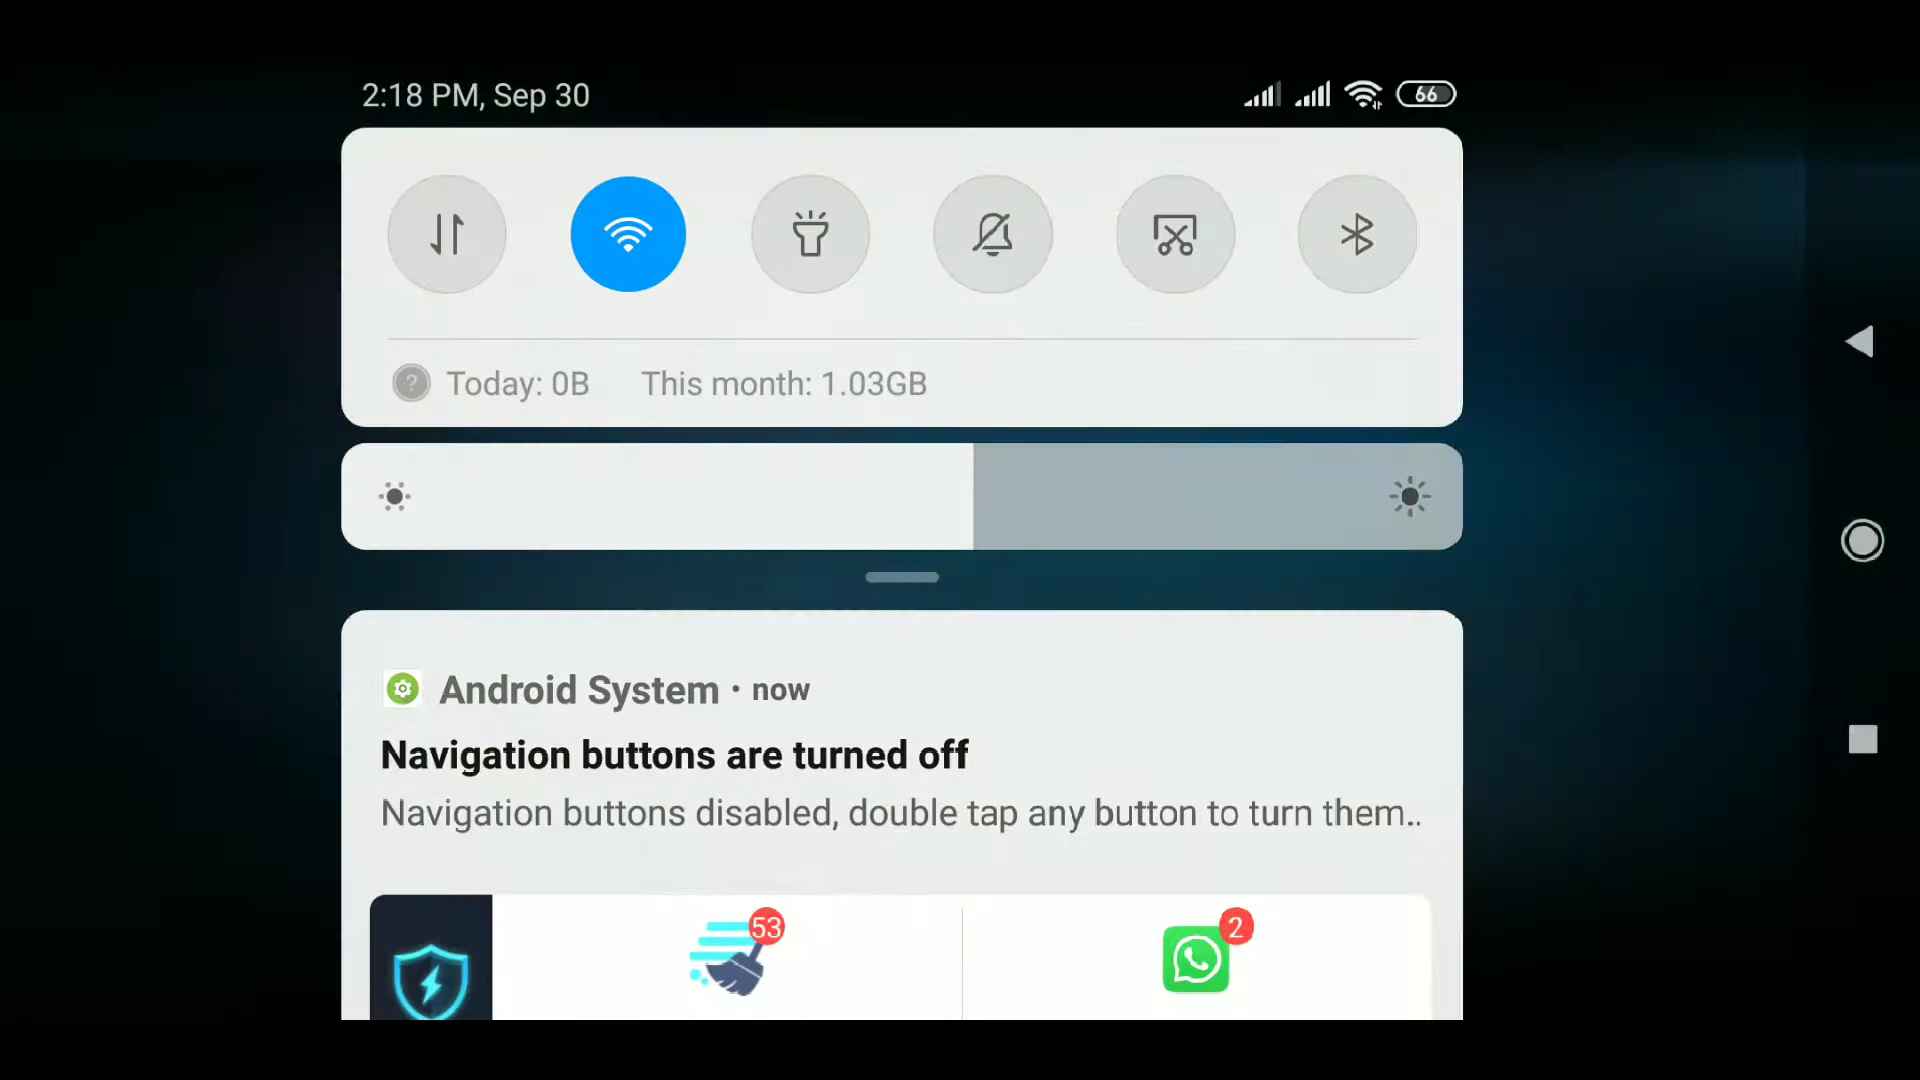 2:18 PM, Sep 30
66
? Today: 0B This month: 1.03GB
Android System • now
Navigation buttons are turned off
Navigation buttons disabled, double tap any button to turn them..
53
2